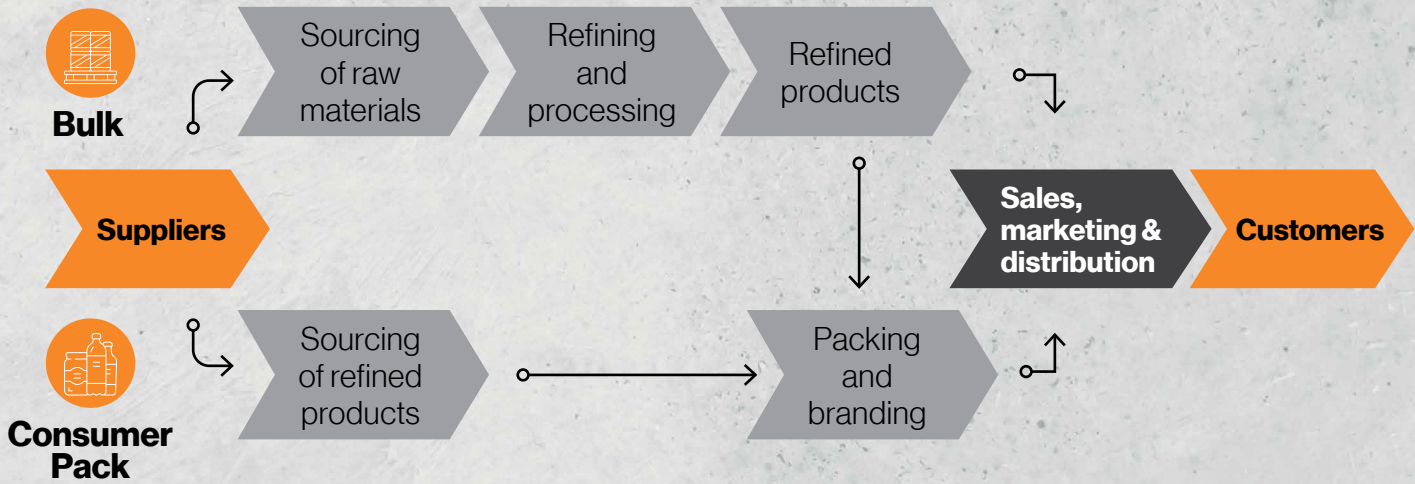 Bulk
Sourcing
of raw
materials
Refining
and
processing
Refined
products
Suppliers
Sales,
marketing &
distribution
Customers
Consumer
Pack
Sourcing
of refined
products
Packing
and
branding